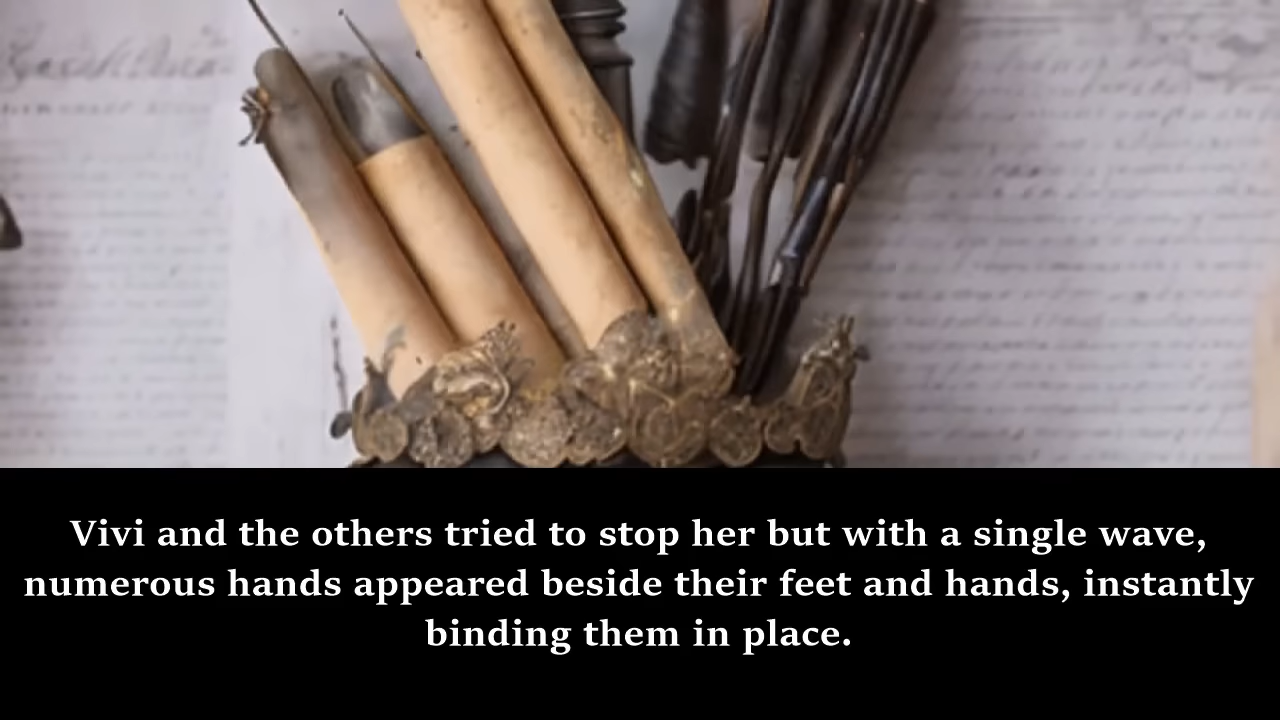 Vivi and the others tried to stop her but with a single wave,
numerous hands appeared beside their feet and hands, instantly
binding them in place.